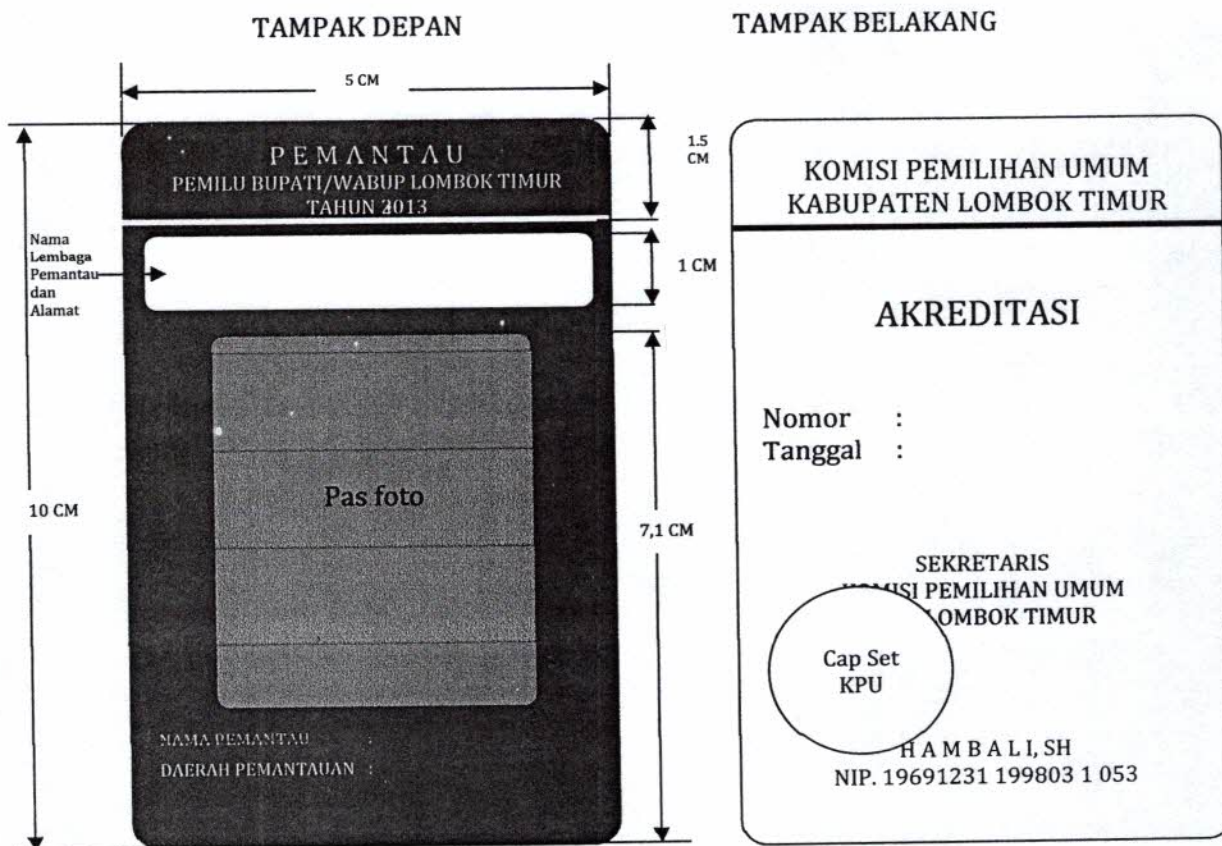 TAMPAK DEPAN
5 CM
P E M A N T A U
PEMILU BUPATI/WABUP LOMBOK TIMUR
TAHUN 2013
1.5
CM
Nama
Lembaga
Pemantau
dan
Alamat
1 CM
Pas foto
10 CM
7,1 CM
NAMA PEMANTAU :
DAERAH PEMANTAUAN :
TAMPAK BELAKANG
KOMISI PEMILIHAN UMUM
KABUPATEN LOMBOK TIMUR
AKREDITASI
Nomor :
Tanggal :
SEKRETARIS
PEMILIHAN UMUM
LOMBOK TIMUR
Cap Set
KPU
H A M B A L I, SH
NIP. 19691231 199803 1 053